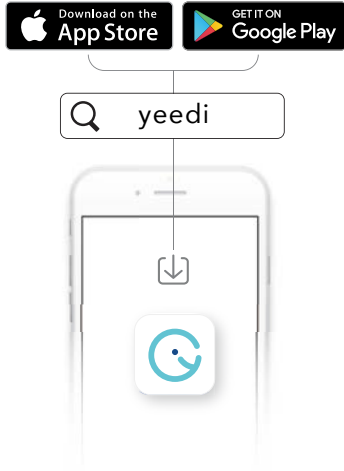 Download on the
App Store
GET IT ON
Google Play
yeedi